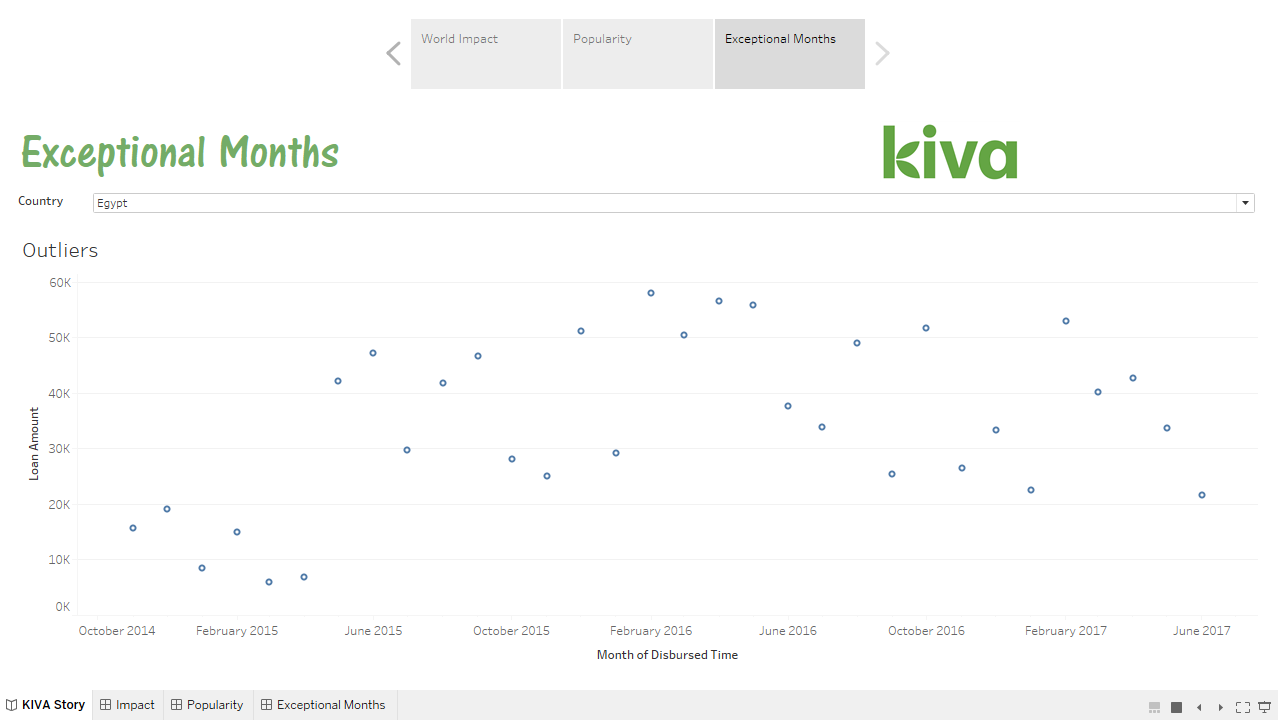 World Impact
Popularity
Exceptional Months
Exceptional Months
kiva
Country
Egypt
Outliers
60K
50K
40K
30K
20K
10K
0K
Loan Amount
October 2014
February 2015
June 2015
October 2015
February 2016
June 2016
October 2016
February 2017
June 2017
Month of Disbursed Time
KIVA Story
Impact
Popularity
Exceptional Months